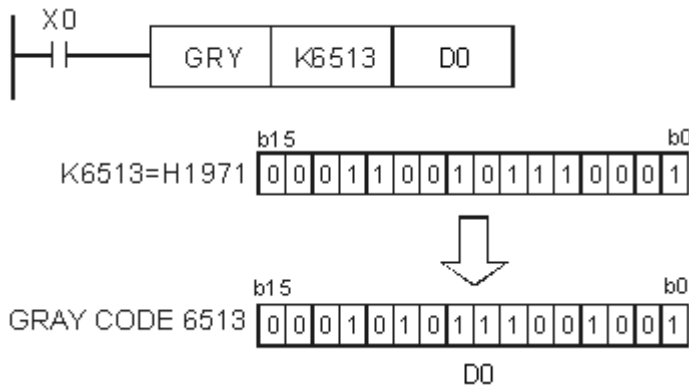 X0
GRY K6513 D0
b15 b0
K6513=H1971 0 0 0 1 1 0 0 1 0 1 1 1 0 0 0 1
b15 b0
GRAY CODE 6513 0 0 0 1 0 1 0 1 1 1 0 0 1 0 0 1
D0